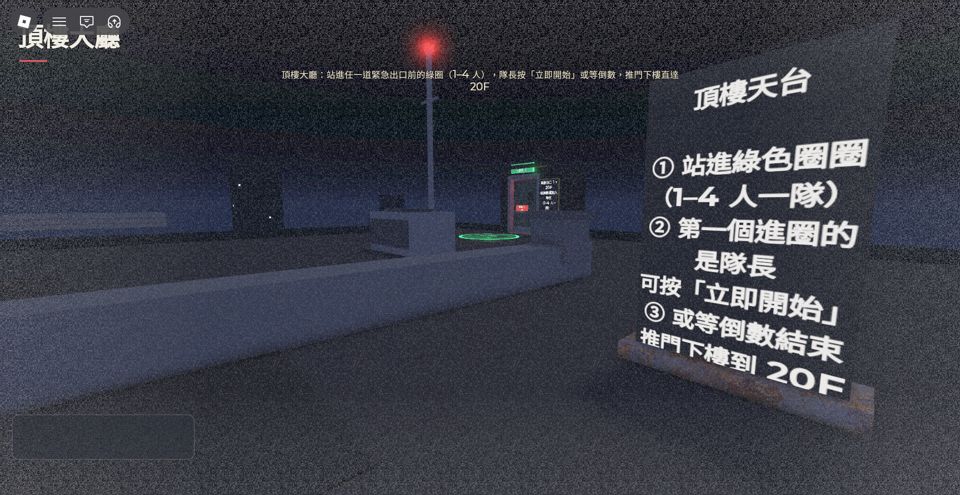 頂樓大廳
頂樓大廳：站進任一道緊急出口前的綠圈（1–4 人），隊長按「立即開始」或等倒數，推門下樓直達
20F
頂樓天台
① 站進綠色圈圈
（1–4 人一隊）
② 第一個進圈的
是隊長
可按「立即開始」
③ 或等倒數結束
推門下樓到 20F